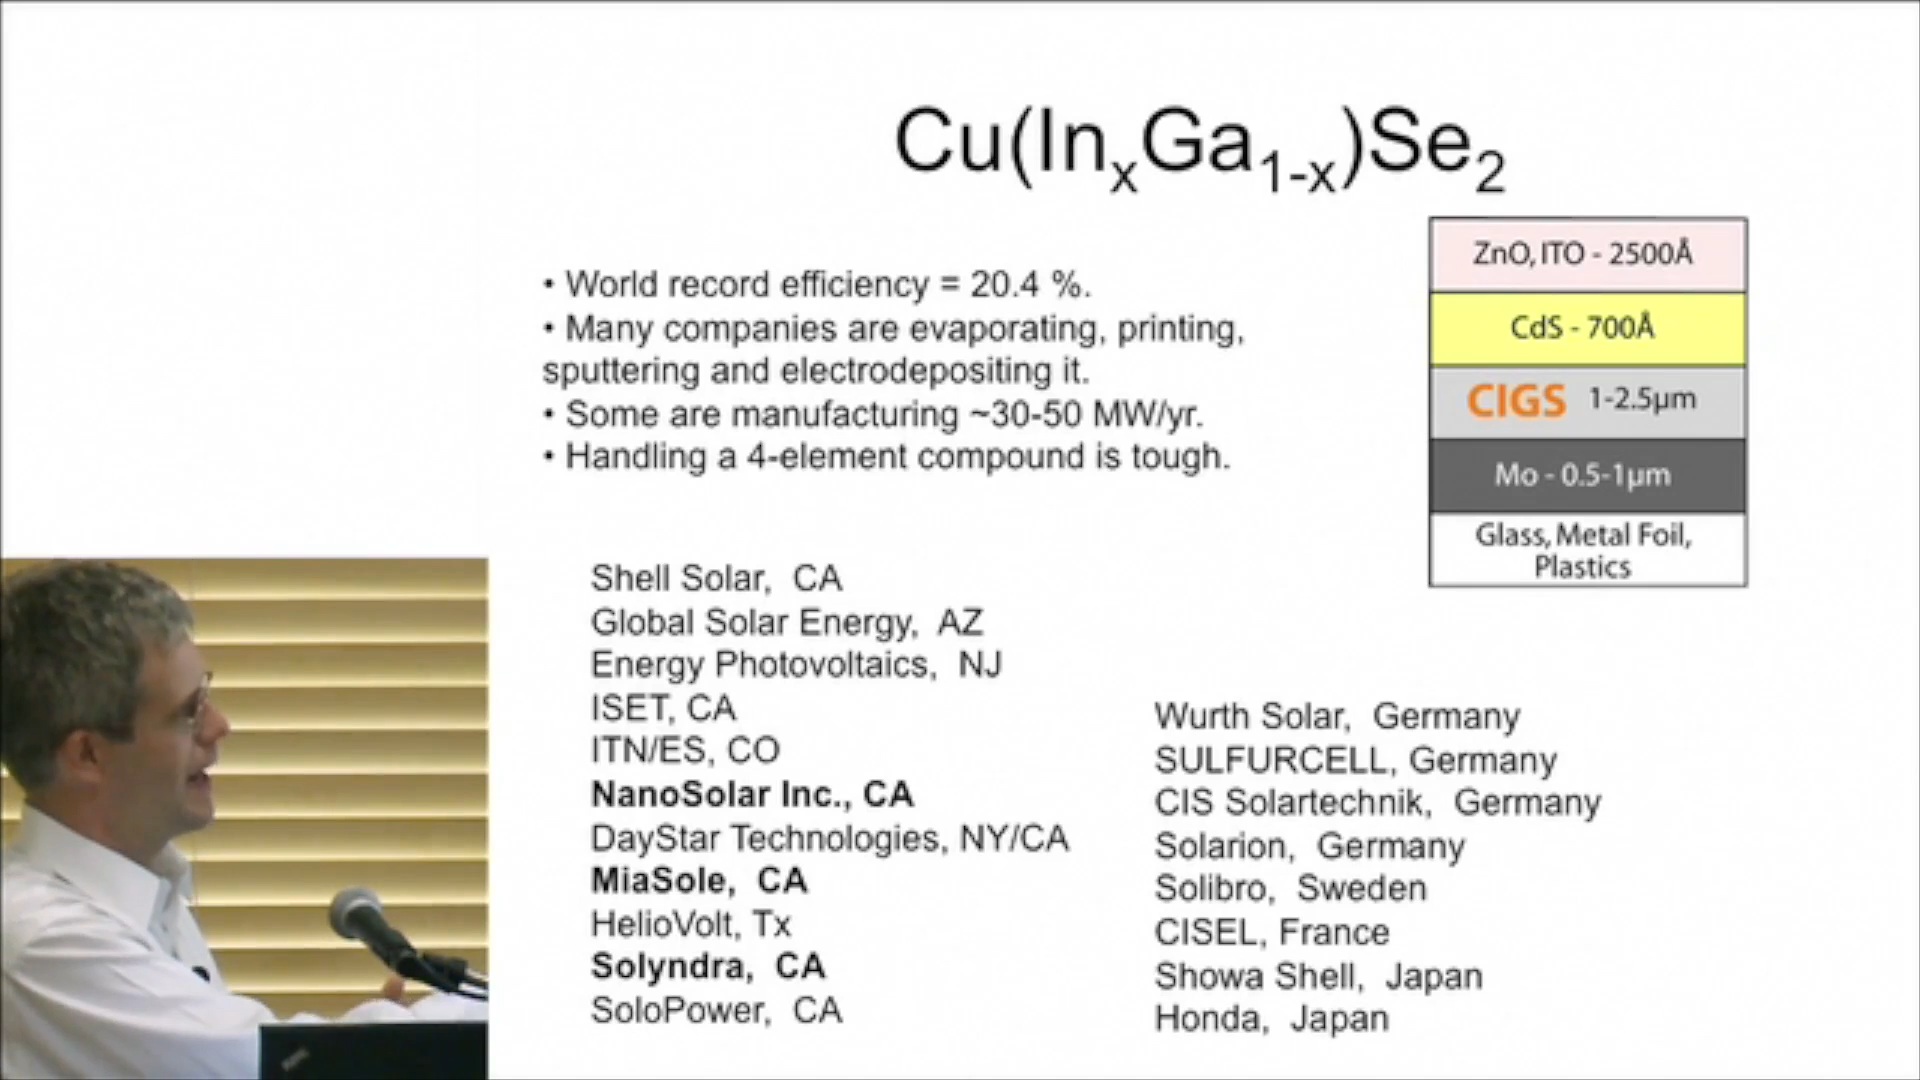 Cu(InₓGa₁₋ₓ)Se₂
• World record efficiency = 20.4 %.
• Many companies are evaporating, printing,
sputtering and electrodepositing it.
• Some are manufacturing ~30-50 MW/yr.
• Handling a 4-element compound is tough.
ZnO, ITO - 2500Å
CdS - 700Å
CIGS 1-2.5µm
Mo - 0.5-1µm
Glass, Metal Foil,
Plastics
Shell Solar, CA
Global Solar Energy, AZ
Energy Photovoltaics, NJ
ISET, CA
ITN/ES, CO
NanoSolar Inc., CA
DayStar Technologies, NY/CA
MiaSole, CA
HelioVolt, Tx
Solyndra, CA
SoloPower, CA
Wurth Solar, Germany
SULFURCELL, Germany
CIS Solartechnik, Germany
Solarion, Germany
Solibro, Sweden
CISEL, France
Showa Shell, Japan
Honda, Japan